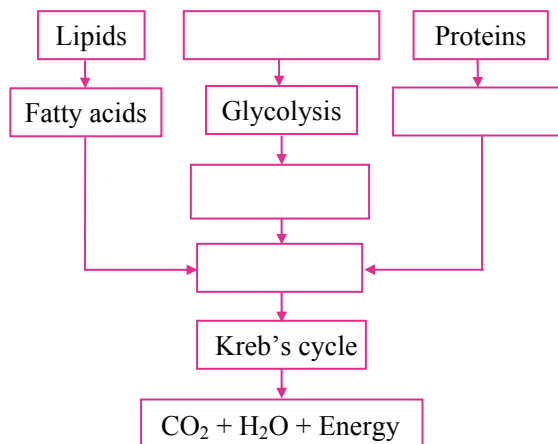 Lipids
Proteins
Fatty acids
Glycolysis
Kreb's cycle
CO₂ + H₂O + Energy